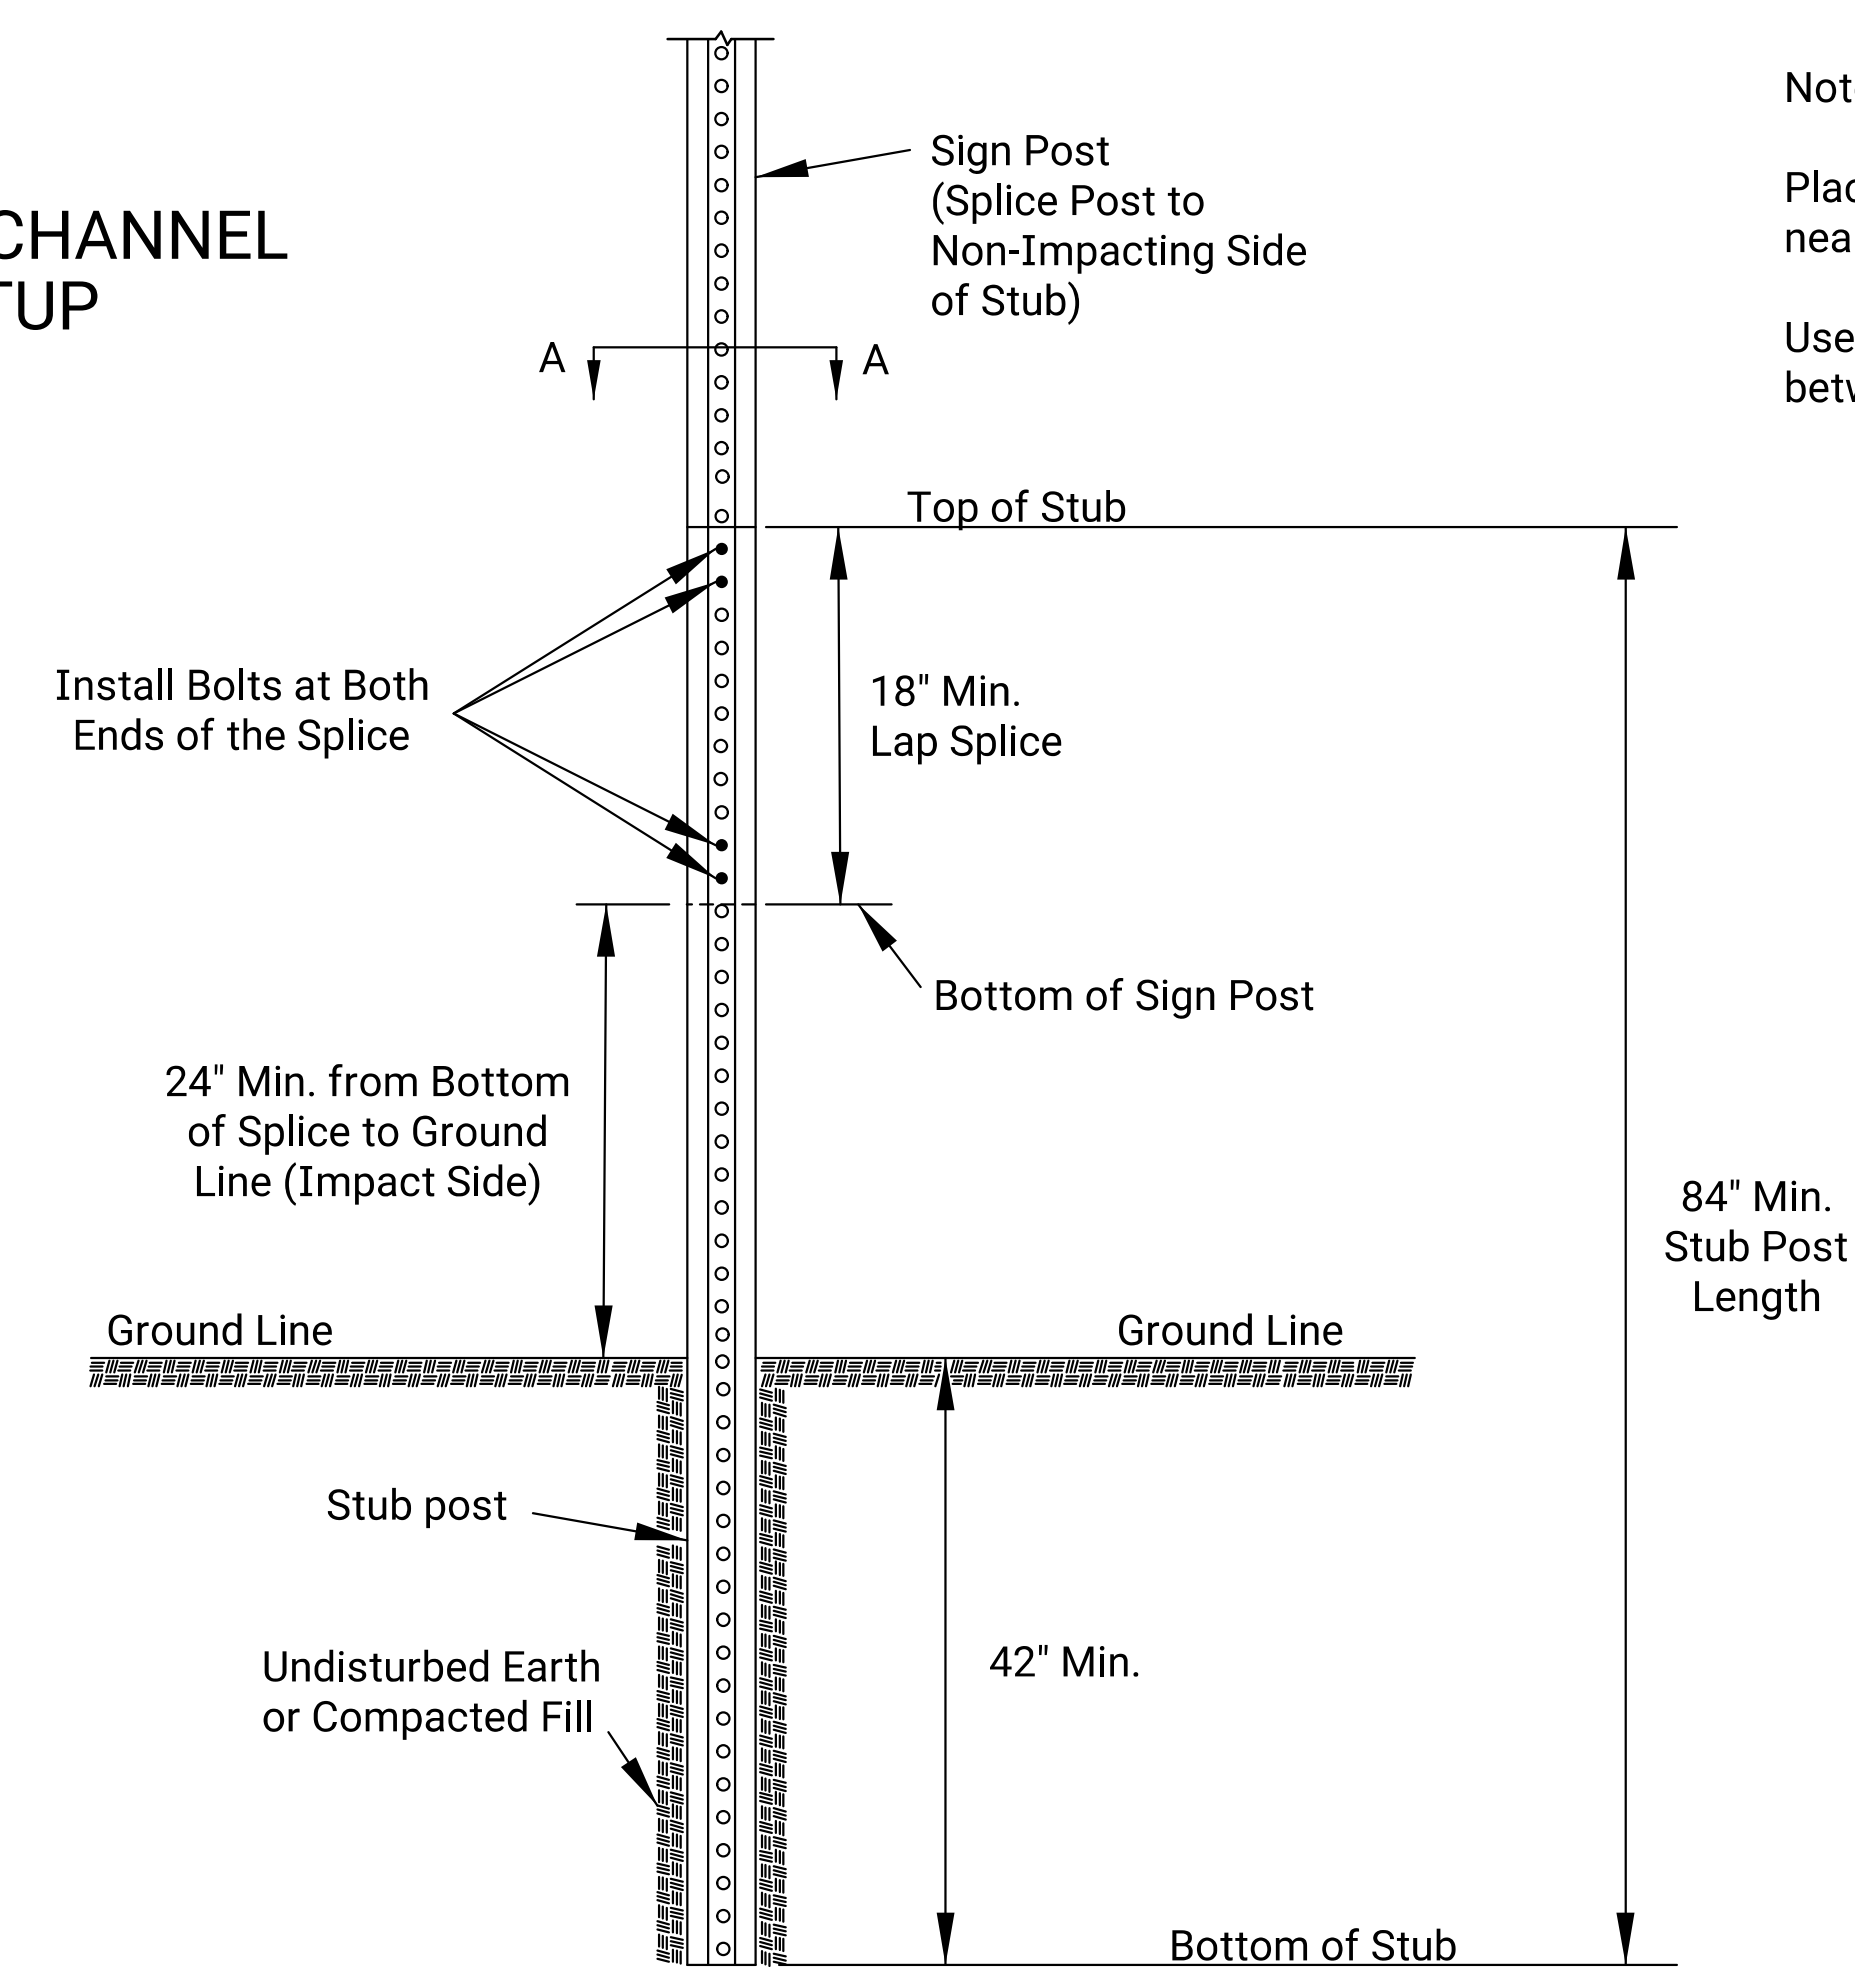 CHANNEL
TUP
Sign Post
(Splice Post to
Non-Impacting Side
of Stub)
A
A
Top of Stub
Install Bolts at Both
Ends of the Splice
18" Min.
Lap Splice
Bottom of Sign Post
24" Min. from Bottom
of Splice to Ground
Line (Impact Side)
84" Min.
Stub Post
Length
Ground Line
Ground Line
Stub post
Undisturbed Earth
or Compacted Fill
42" Min.
Bottom of Stub
Use